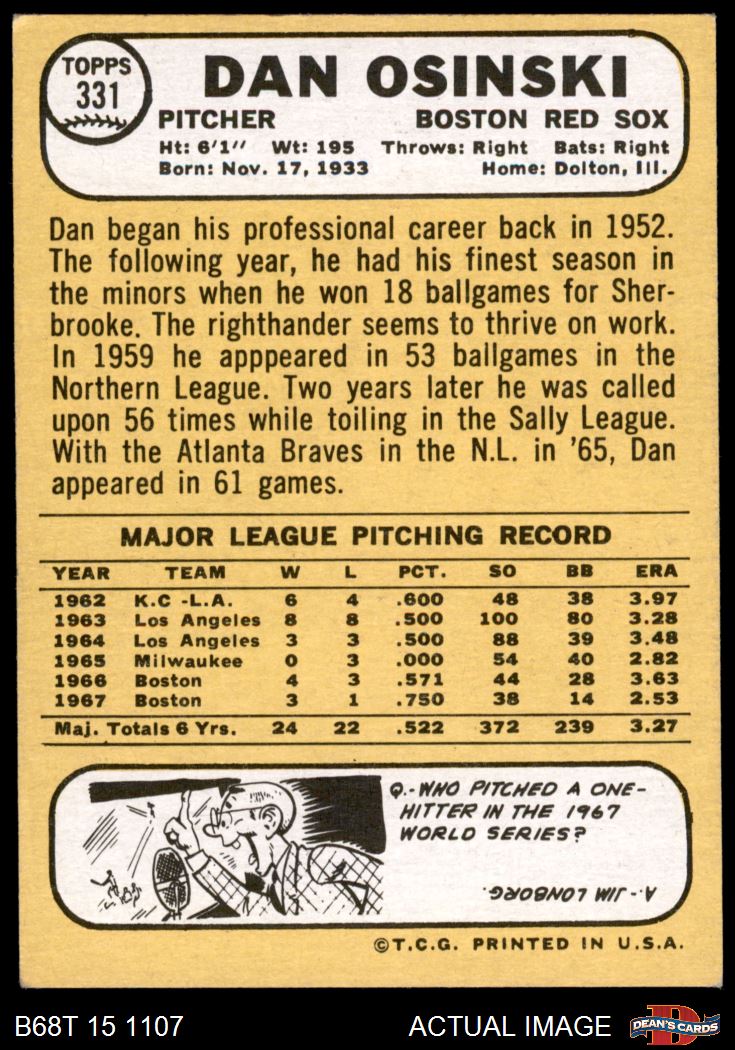 TOPPS
331
DAN OSINSKI
PITCHER BOSTON RED SOX
Ht: 6'1" Wt: 195 Throws: Right Bats: Right
Born: Nov. 17, 1933 Home: Dolton, Ill.
Dan began his professional career back in 1952.
The following year, he had his finest season in
the minors when he won 18 ballgames for Sher-
brooke. The righthander seems to thrive on work.
In 1959 he apppeared in 53 ballgames in the
Northern League. Two years later he was called
upon 56 times while toiling in the Sally League.
With the Atlanta Braves in the N.L. in '65, Dan
appeared in 61 games.
MAJOR LEAGUE PITCHING RECORD
YEAR TEAM W L PCT. SO BB ERA
1962 K.C -L.A. 6 4 .600 48 38 3.97
1963 Los Angeles 8 8 .500 100 80 3.28
1964 Los Angeles 3 3 .500 88 39 3.48
1965 Milwaukee 0 3 .000 54 40 2.82
1966 Boston 4 3 .571 44 28 3.63
1967 Boston 3 1 .750 38 14 2.53
Maj. Totals 6 Yrs. 24 22 .522 372 239 3.27
Q.-WHO PITCHED A ONE-
HITTER IN THE 1967
WORLD SERIES?
A.-JIM LONBORG.
©T.C.G. PRINTED IN U.S.A.
B68T 15 1107 ACTUAL IMAGE DEAN'S CARDS